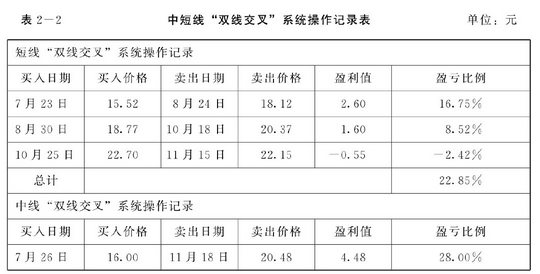 表 2－2 中短线“双线交叉”系统操作记录表 单位：元
短线“双线交叉”系统操作记录
买入日期 买入价格 卖出日期 卖出价格 盈利值 盈亏比例
7 月 23 日 15.52 8 月 24 日 18.12 2.60 16.75%
8 月 30 日 18.77 10 月 18 日 20.37 1.60 8.52%
10 月 25 日 22.70 11 月 15 日 22.15 －0.55 －2.42%
总计 22.85%
中线“双线交叉”系统操作记录
买入日期 买入价格 卖出日期 卖出价格 盈利值 盈亏比例
7 月 26 日 16.00 11 月 18 日 20.48 4.48 28.00%